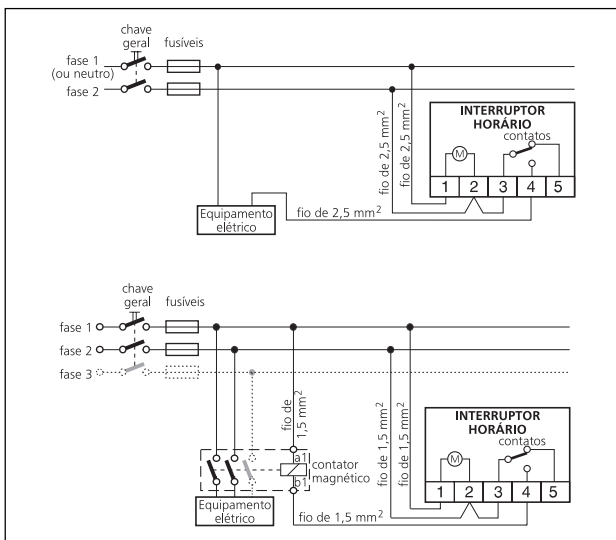 chave
geral
fusíveis
fase 1
(ou neutro)
fase 2
INTERRUPTOR
HORÁRIO
contatos
M
1 2 3 4 5
fio de 2,5 mm²
fio de 2,5 mm²
Equipamento
elétrico
fio de 2,5 mm²
chave
geral
fusíveis
fase 1
fase 2
fase 3
fio de
1,5 mm²
fio de 1,5 mm²
fio de 1,5 mm²
INTERRUPTOR
HORÁRIO
contatos
M
1 2 3 4 5
a1
contator
magnético
b1
Equipamento
elétrico
fio de 1,5 mm²